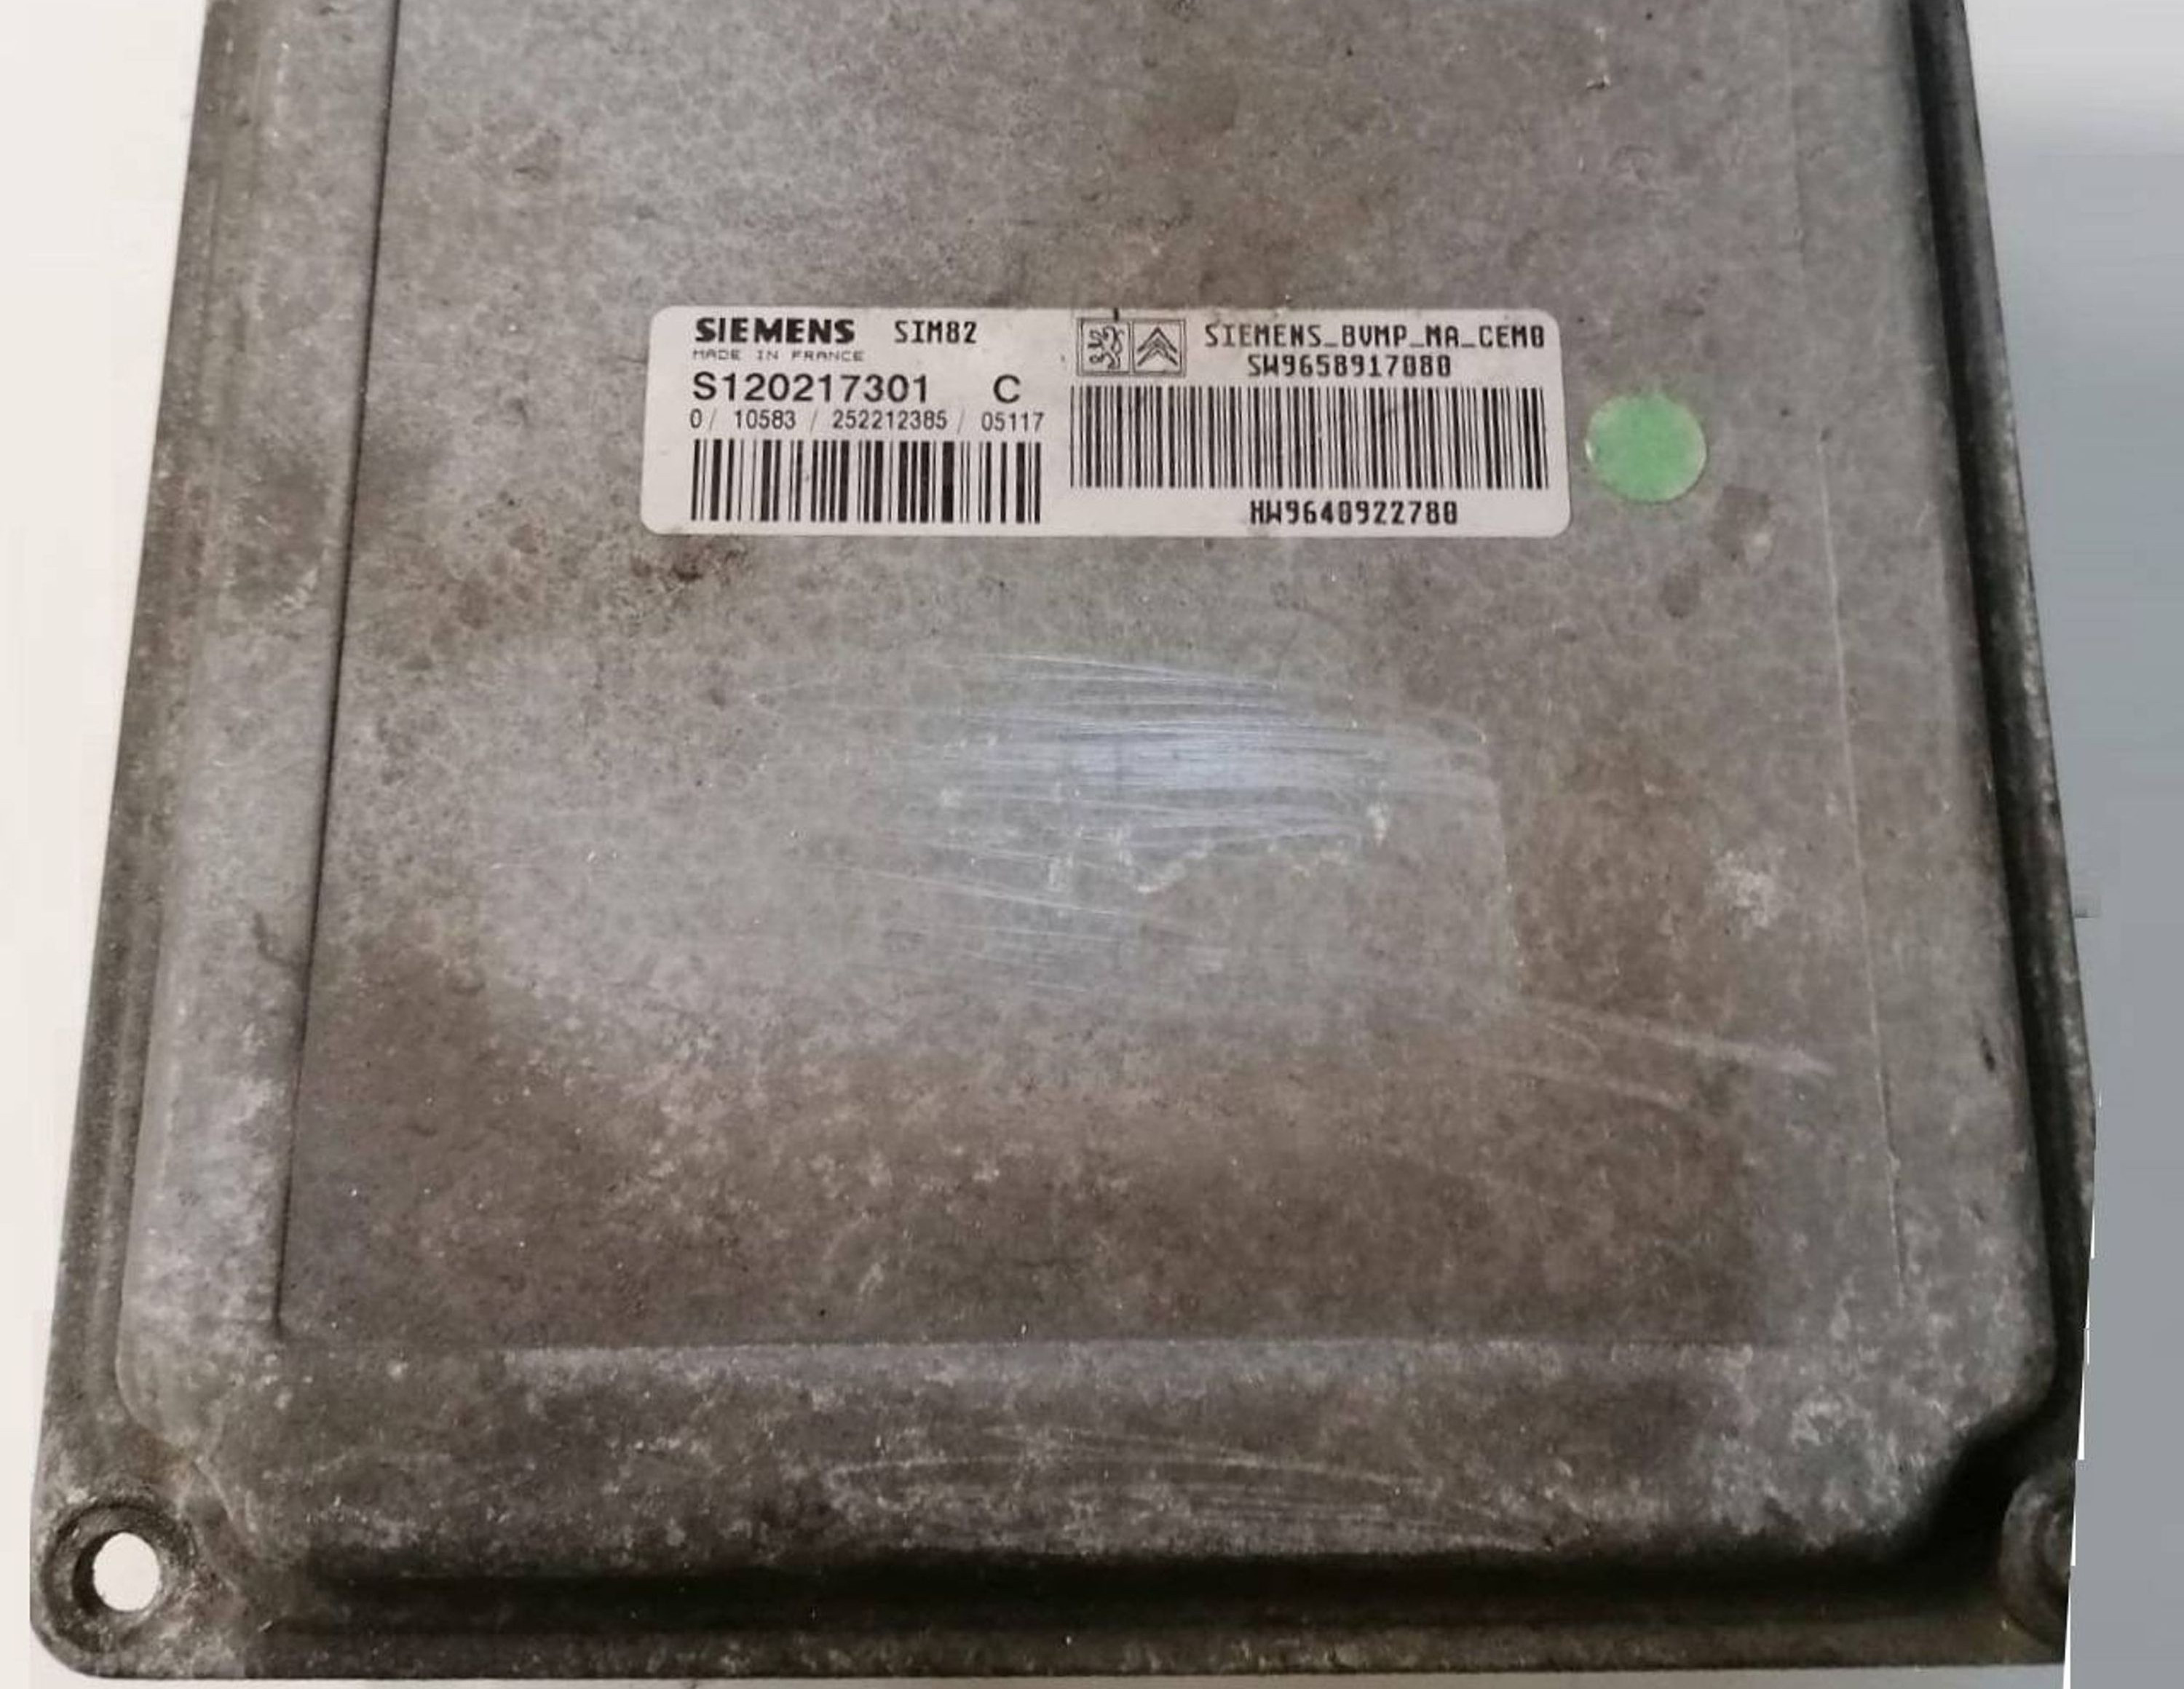 SIEMENS SIM82
MADE IN FRANCE
S120217301 C
0/ 10583 / 252212385 / 05117
SIEMENS_BVMP_MA_CEM0
SW9658917080
HW9640922780